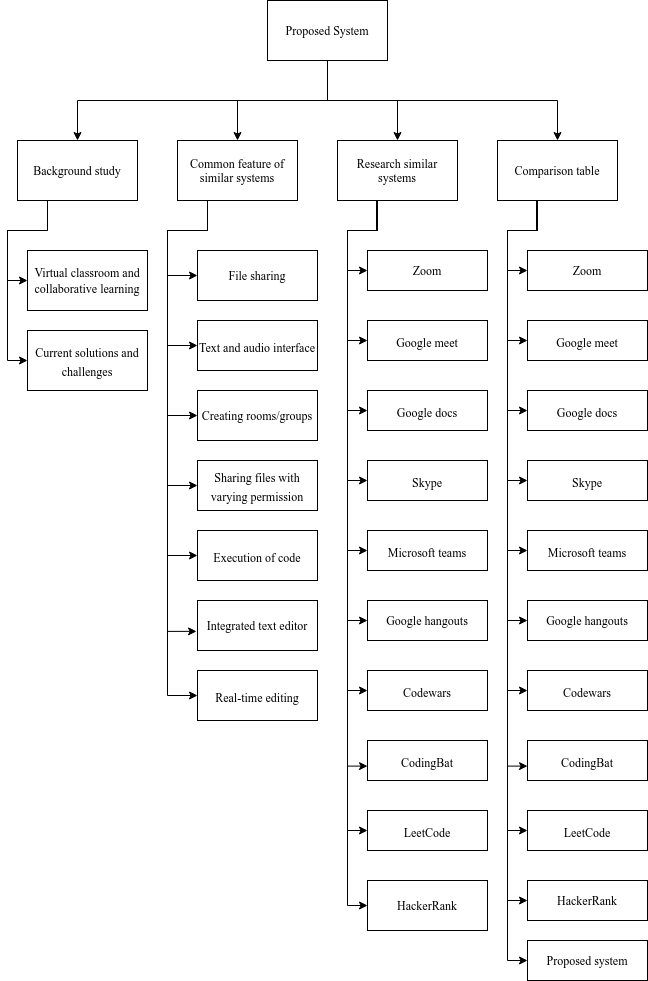 Proposed System
Background study
Common feature of
similar systems
Research similar
systems
Comparison table
Virtual classroom and
collaborative learning
Current solutions and
challenges
File sharing
Text and audio interface
Creating rooms/groups
Sharing files with
varying permission
Execution of code
Integrated text editor
Real-time editing
Zoom
Google meet
Google docs
Skype
Microsoft teams
Google hangouts
Codewars
CodingBat
LeetCode
HackerRank
Zoom
Google meet
Google docs
Skype
Microsoft teams
Google hangouts
Codewars
CodingBat
LeetCode
HackerRank
Proposed system